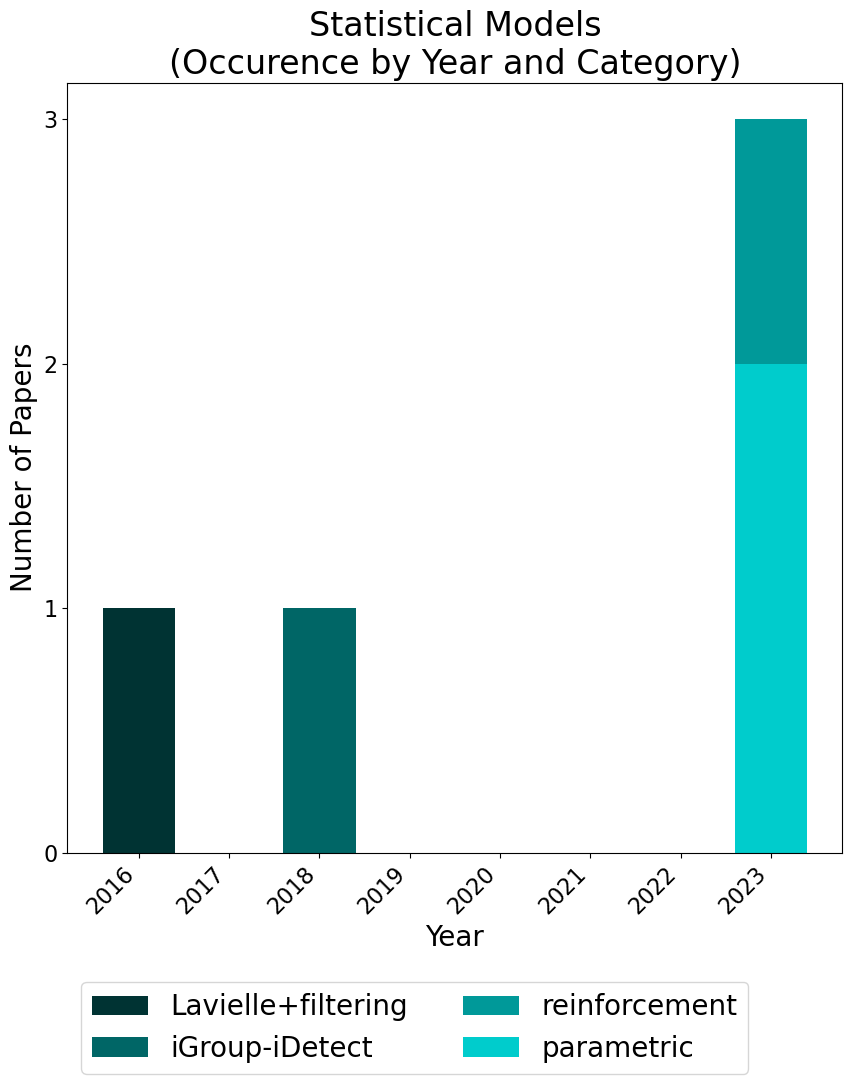 Statistical Models
(Occurence by Year and Category)
Number of Papers
3
2
1
0
2016
2017
2018
2019
2020
2021
2022
2023
Year
Lavielle+filtering
iGroup-iDetect
reinforcement
parametric